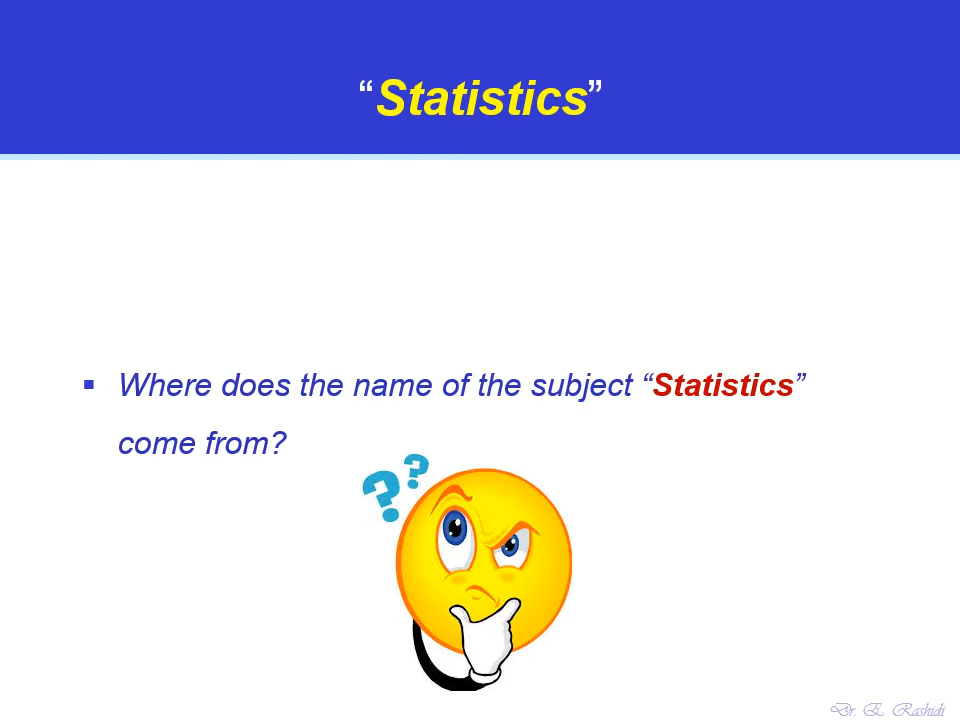 “Statistics”
▪ Where does the name of the subject “Statistics”
come from?
? ?
Dr. E. Rashidi